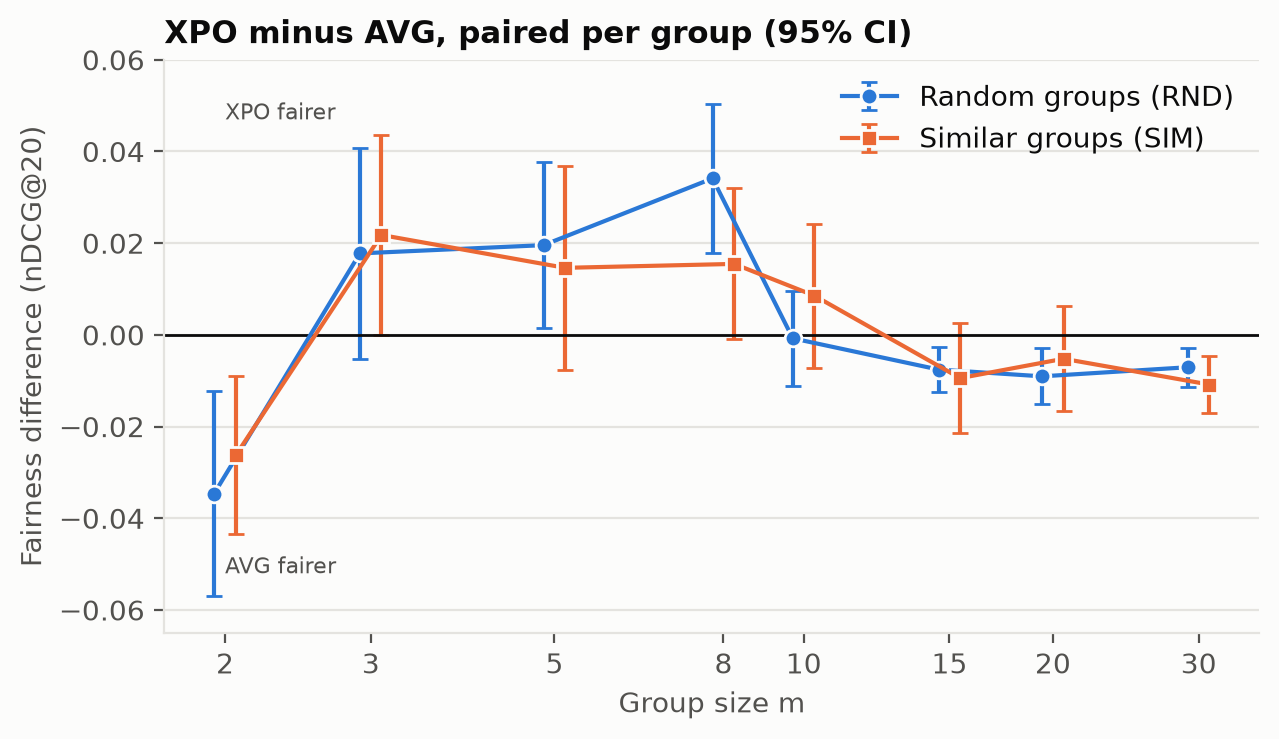 XPO minus AVG, paired per group (95% CI)
Fairness difference (nDCG@20)
0.06
0.04
0.02
0.00
−0.02
−0.04
−0.06
XPO fairer
AVG fairer
Random groups (RND)
Similar groups (SIM)
2 3 5 8 10 15 20 30
Group size m